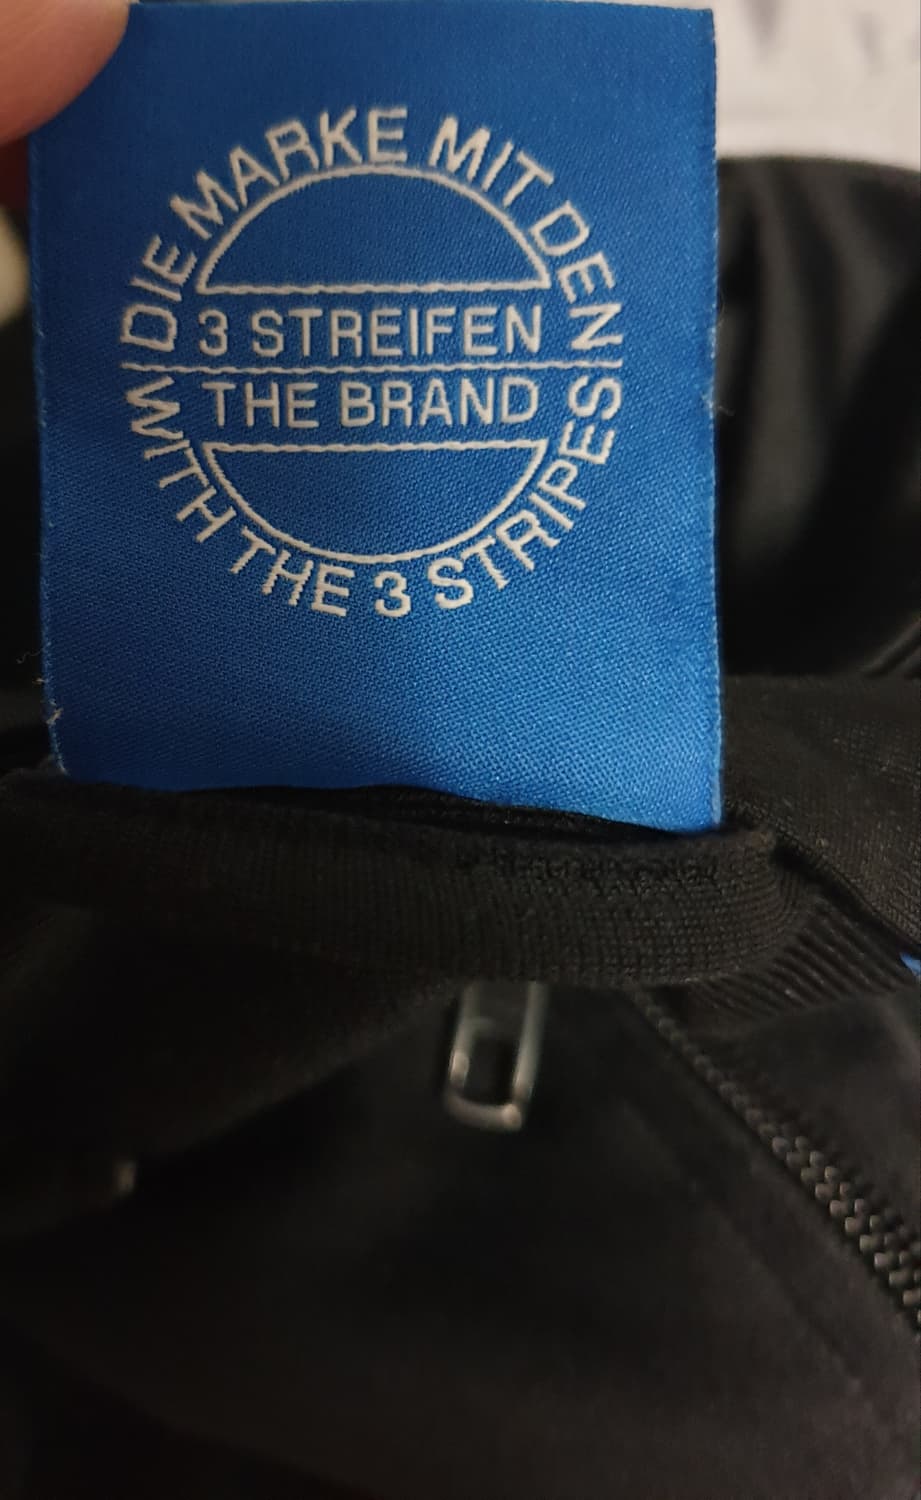 DIE MARKE MIT DEN
3 STREIFEN
THE BRAND
WITH THE 3 STRIPES